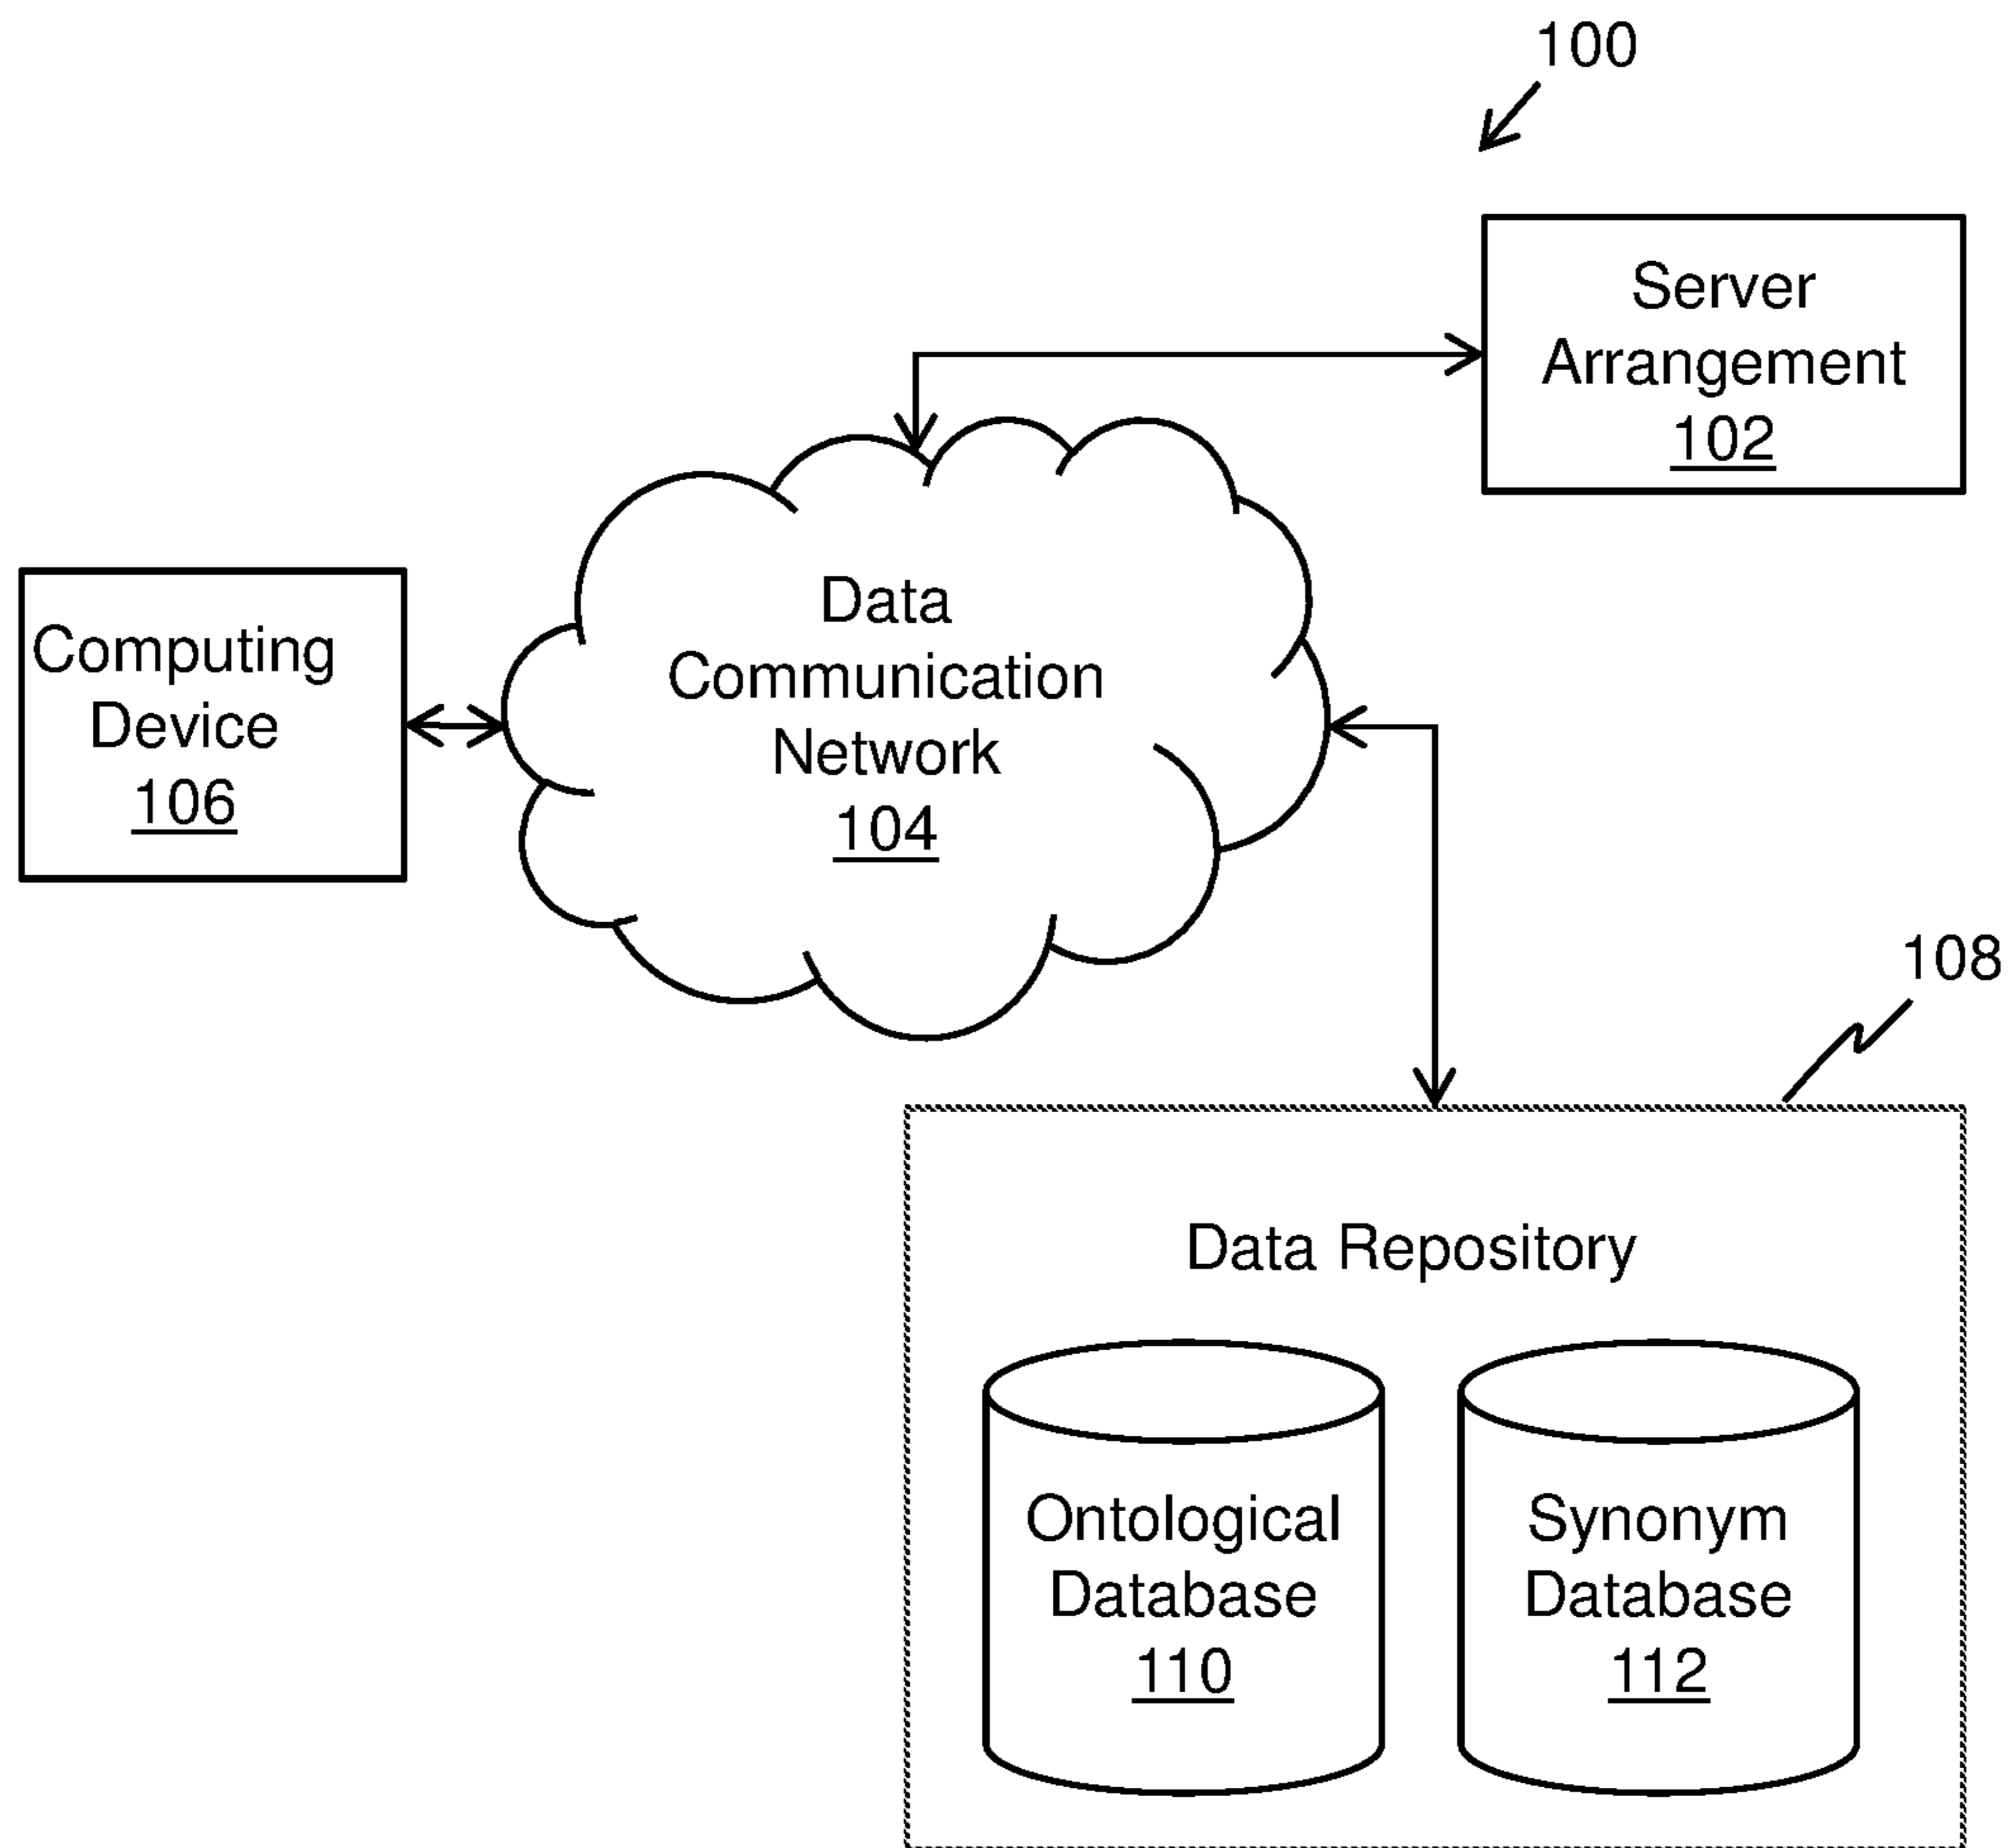 100
Server
Arrangement
102
Data
Communication
Network
104
Computing
Device
106
108
Data Repository
Ontological
Database
110
Synonym
Database
112